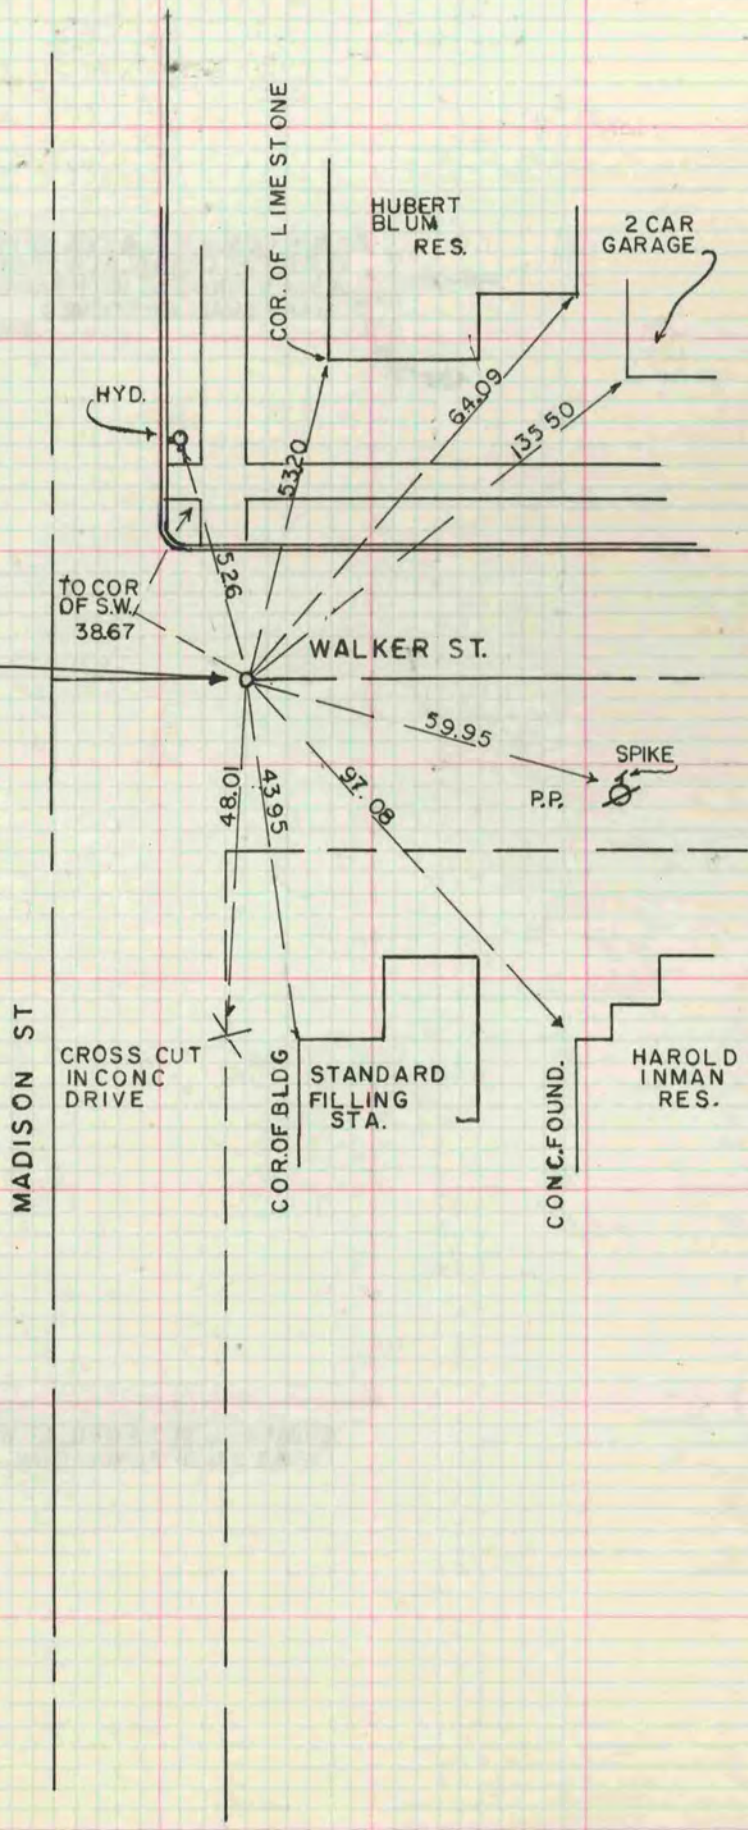 COR. OF LIMESTONE
HUBERT
BLUM
RES.
2 CAR
GARAGE
HYD.
64.09
135 50
53.20
5.26
TO COR
OF S.W.
38.67
WALKER ST.
59.95
SPIKE
P.P.
48.01
43.95
97.08
MADISON ST
CROSS CUT
IN CONC
DRIVE
COR. OF BLDG
STANDARD
FILLING
STA.
CONC. FOUND.
HAROLD
INMAN
RES.